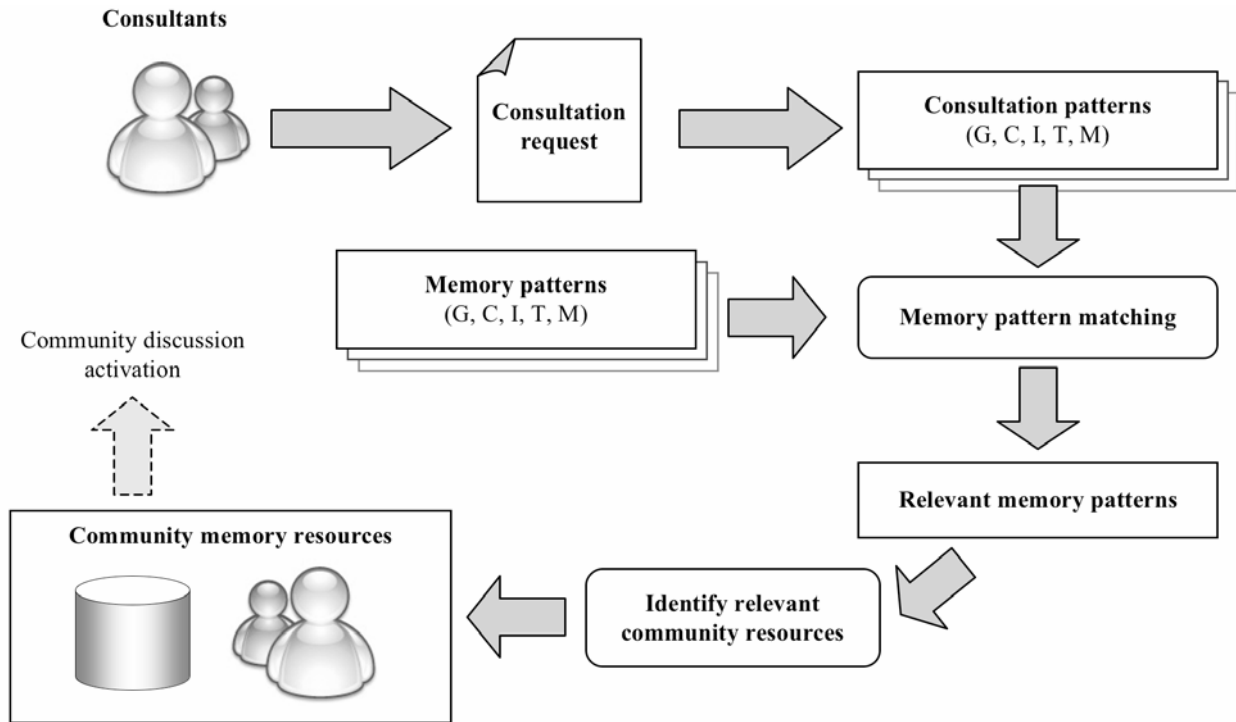 Consultants
Consultation
request
Consultation patterns
(G, C, I, T, M)
Memory patterns
(G, C, I, T, M)
Memory pattern matching
Community discussion
activation
Relevant memory patterns
Community memory resources
Identify relevant
community resources